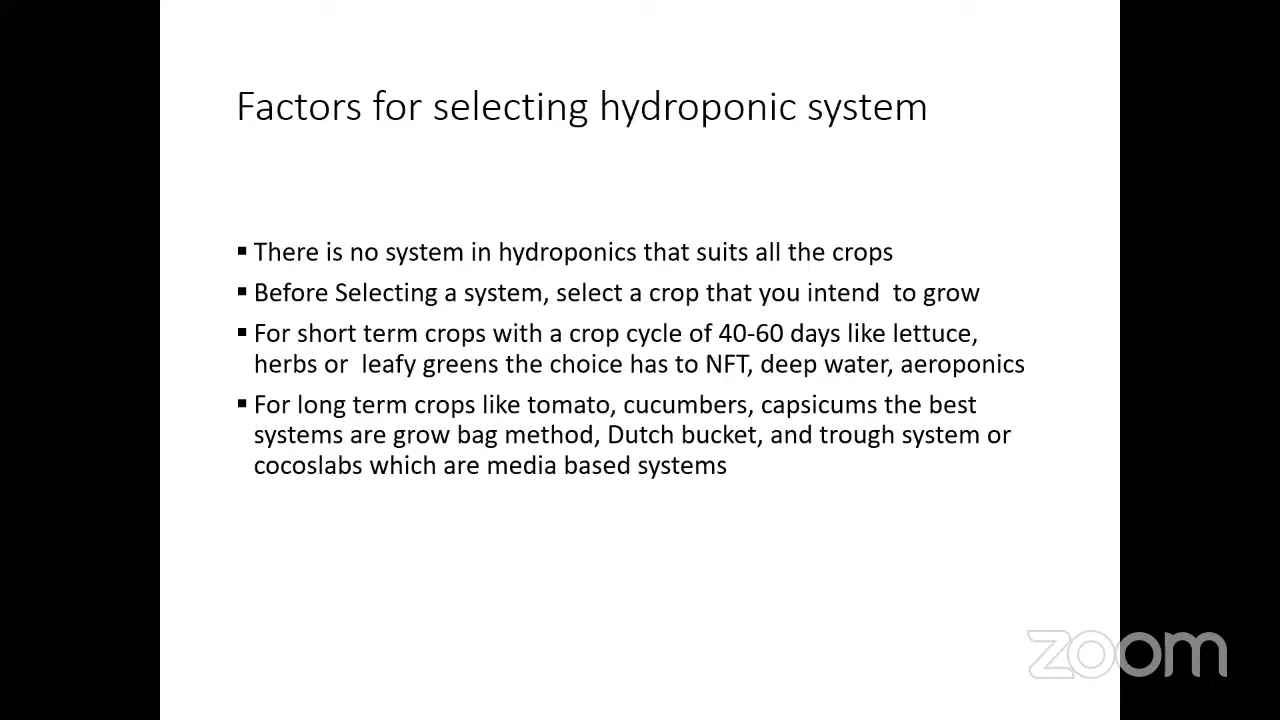 Factors for selecting hydroponic system
▪ There is no system in hydroponics that suits all the crops
▪ Before Selecting a system, select a crop that you intend  to grow
▪ For short term crops with a crop cycle of 40-60 days like lettuce,
herbs or  leafy greens the choice has to NFT, deep water, aeroponics
▪ For long term crops like tomato, cucumbers, capsicums the best
systems are grow bag method, Dutch bucket, and trough system or
cocoslabs which are media based systems
zoom